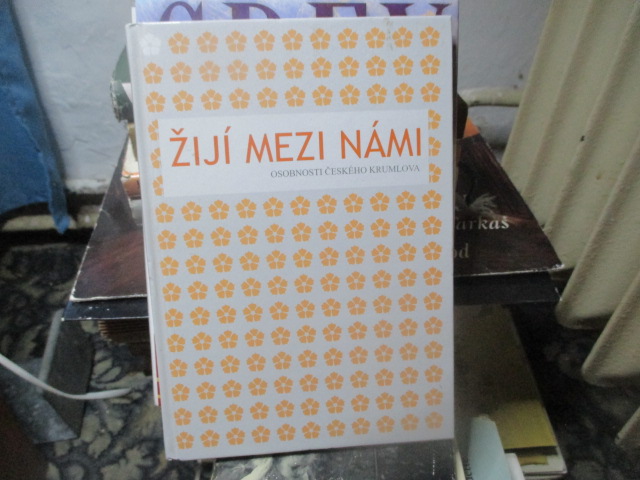 ŽIJÍ MEZI NÁMI
OSOBNOSTI ČESKÉHO KRUMLOVA